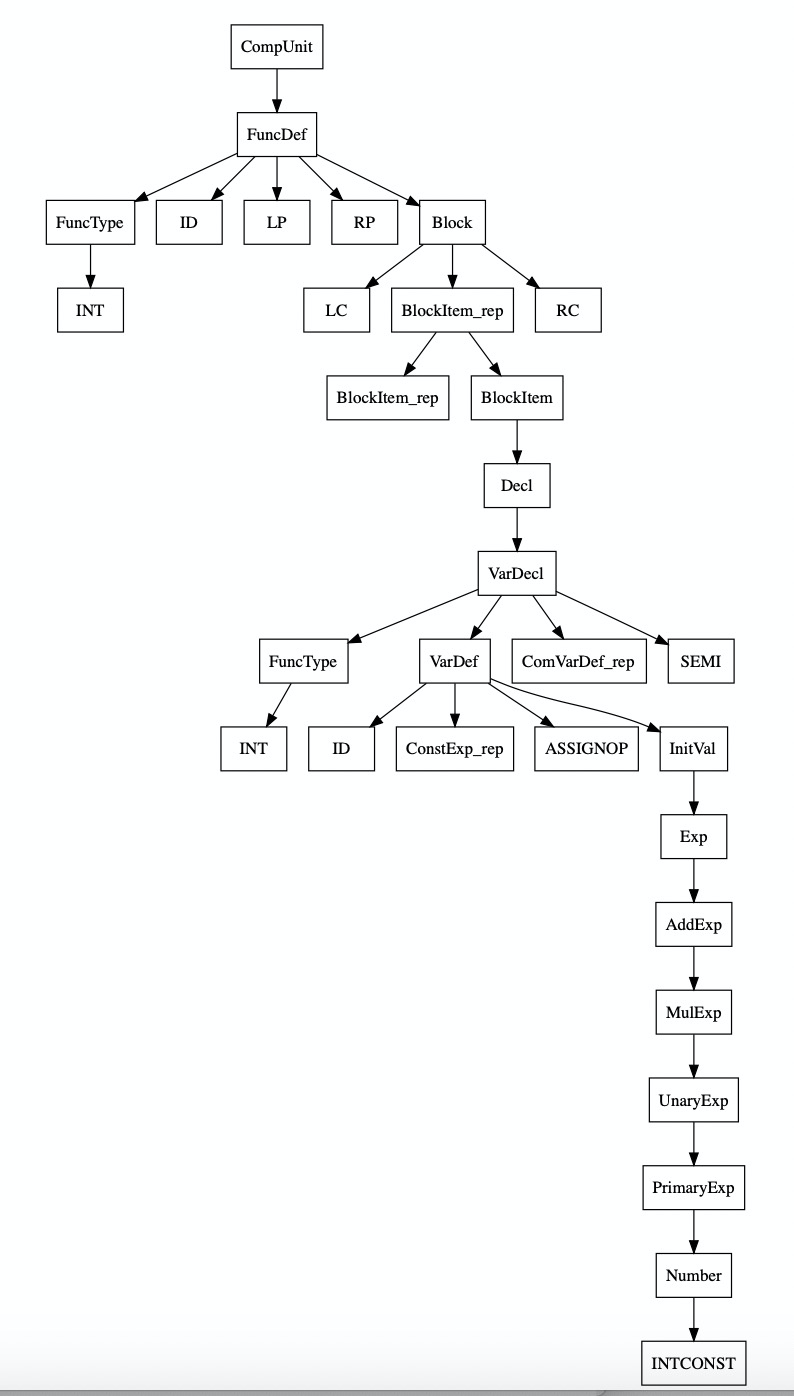 CompUnit
FuncDef
FuncType ID LP RP Block
INT LC BlockItem_rep RC
BlockItem_rep BlockItem
Decl
VarDecl
FuncType VarDef ComVarDef_rep SEMI
INT ID ConstExp_rep ASSIGNOP InitVal
Exp
AddExp
MulExp
UnaryExp
PrimaryExp
Number
INTCONST